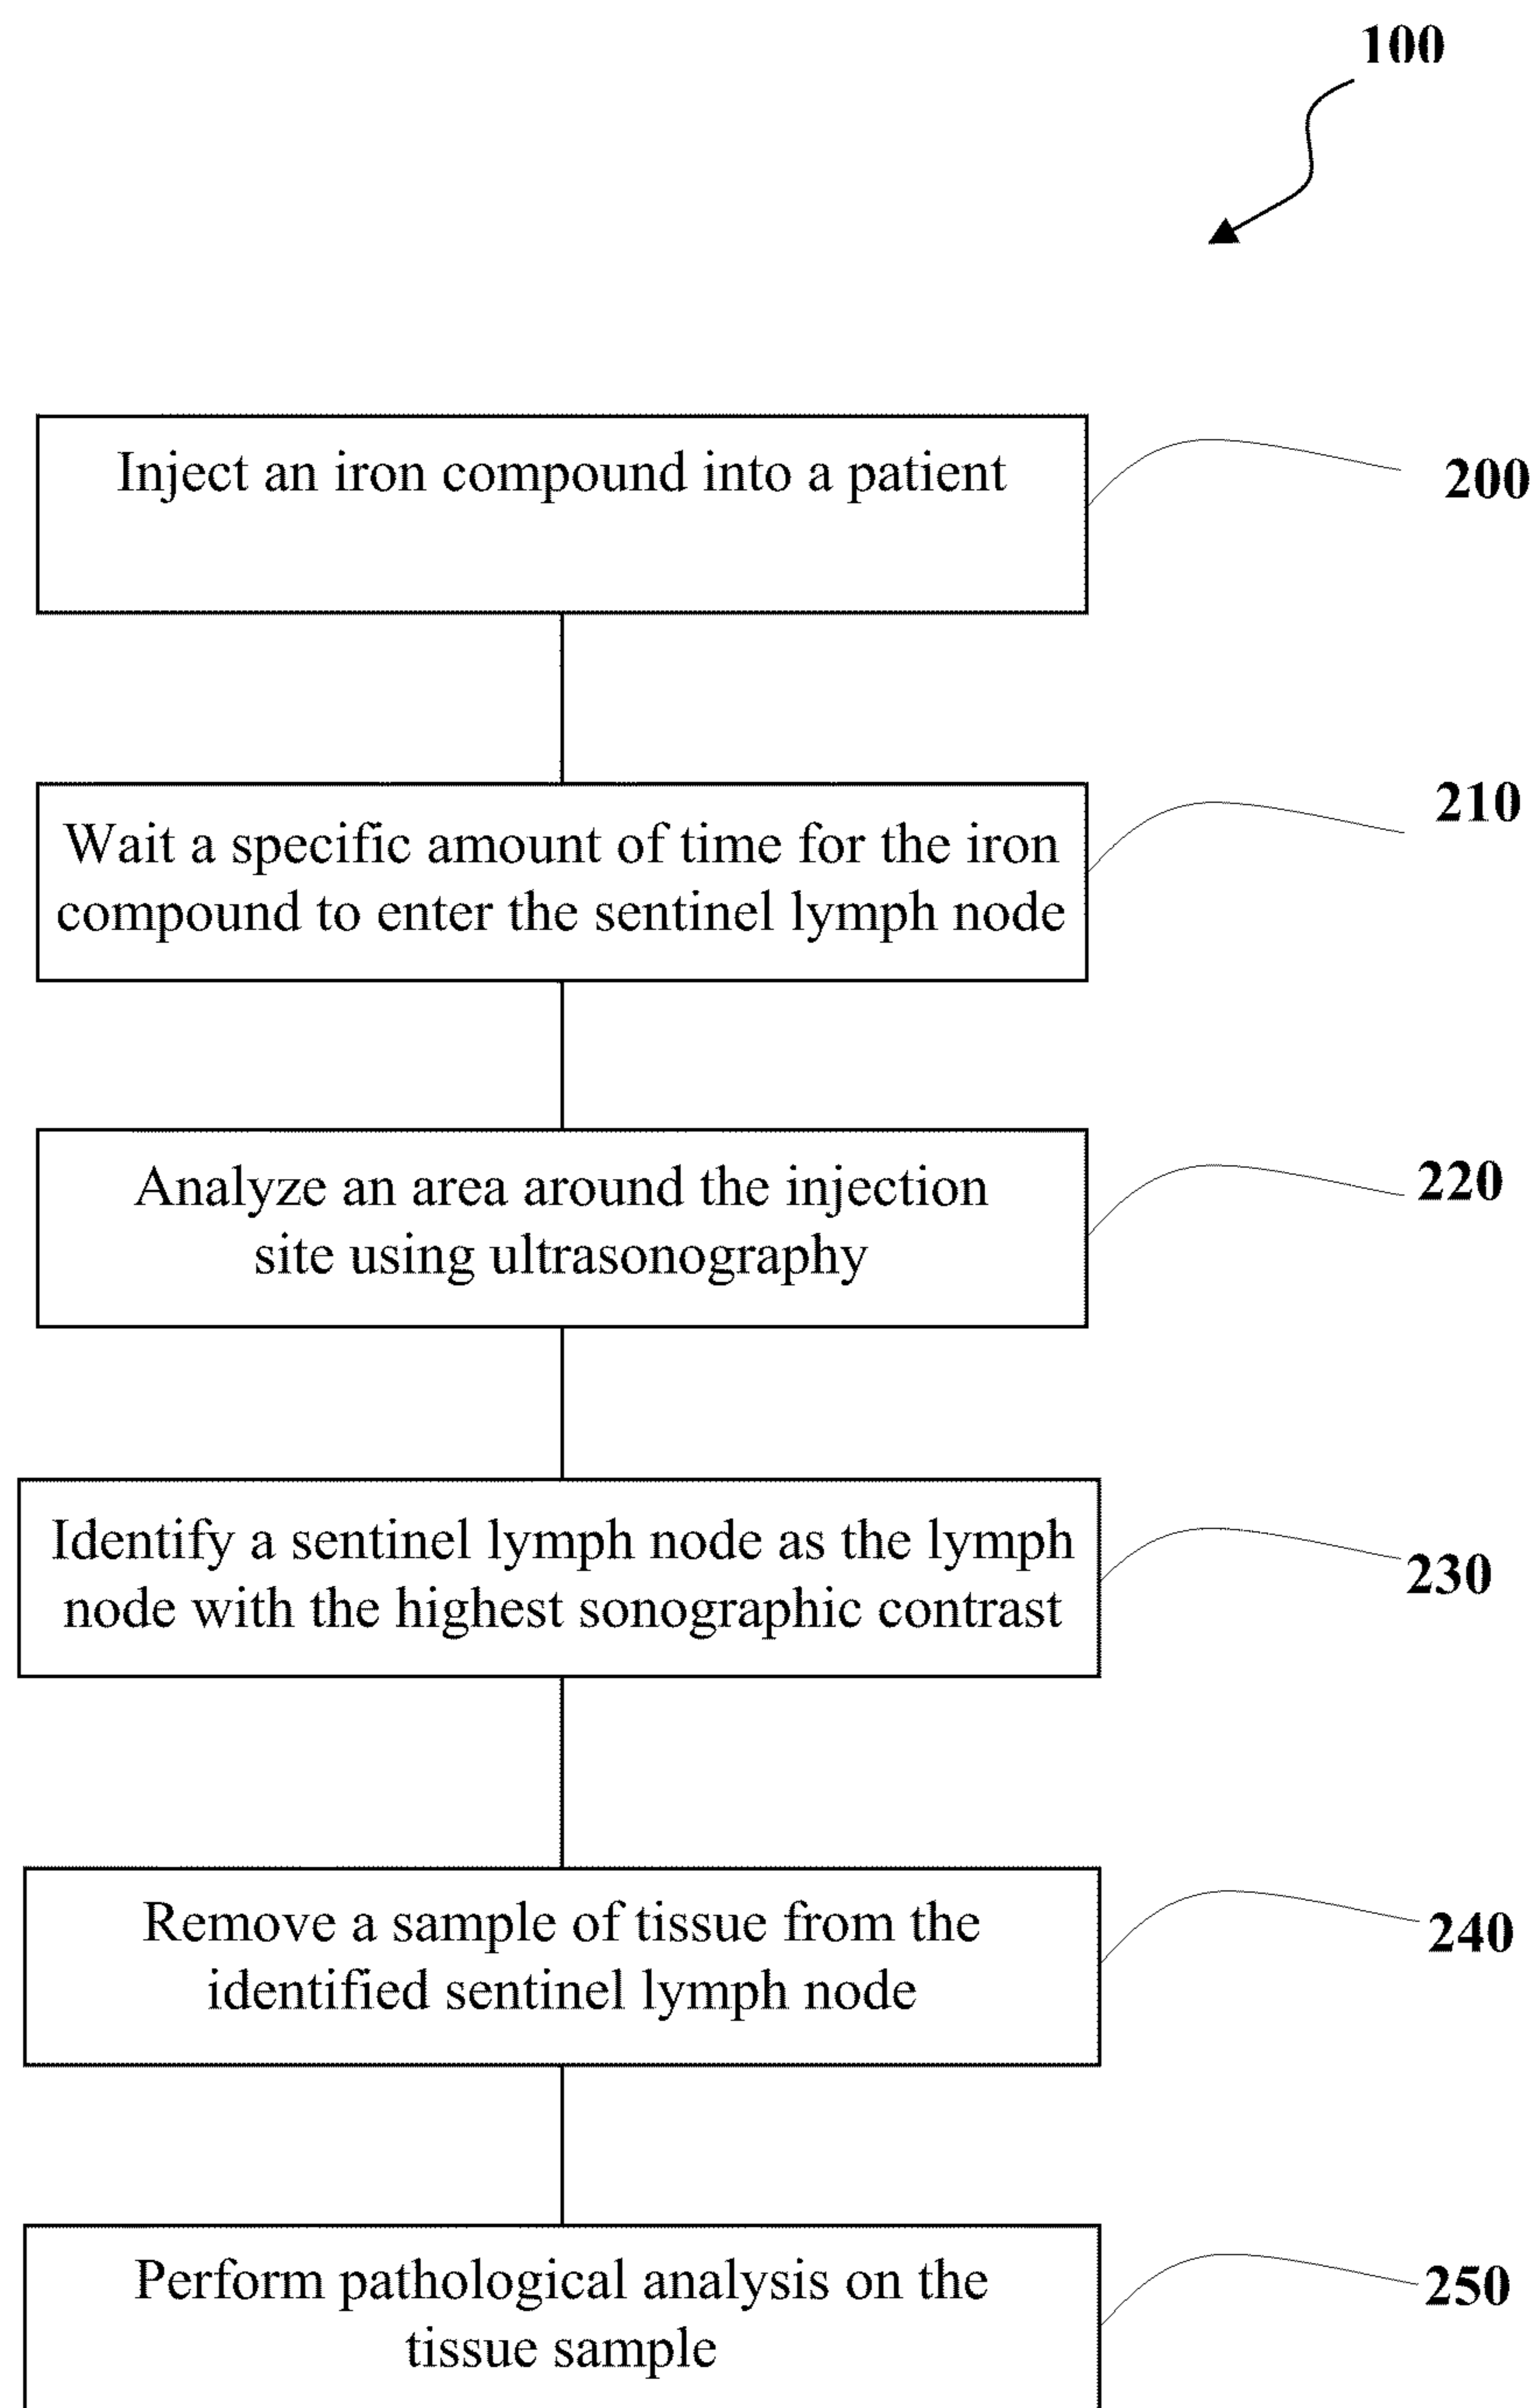 100
Inject an iron compound into a patient
200
Wait a specific amount of time for the iron
compound to enter the sentinel lymph node
210
Analyze an area around the injection
site using ultrasonography
220
Identify a sentinel lymph node as the lymph
node with the highest sonographic contrast
230
Remove a sample of tissue from the
identified sentinel lymph node
240
Perform pathological analysis on the
tissue sample
250